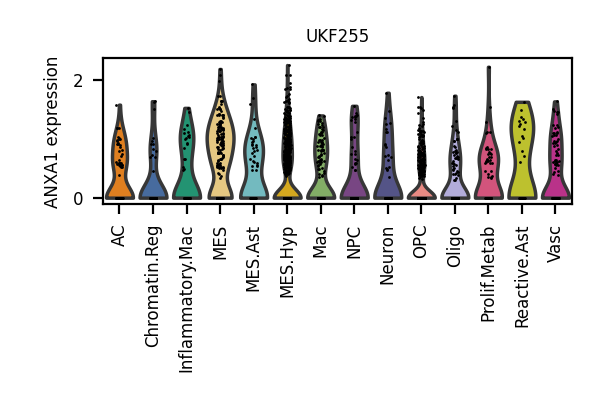 UKF255
ANXA1 expression
2
0
AC
Chromatin.Reg
Inflammatory.Mac
MES
MES.Ast
MES.Hyp
Mac
NPC
Neuron
OPC
Oligo
Prolif.Metab
Reactive.Ast
Vasc